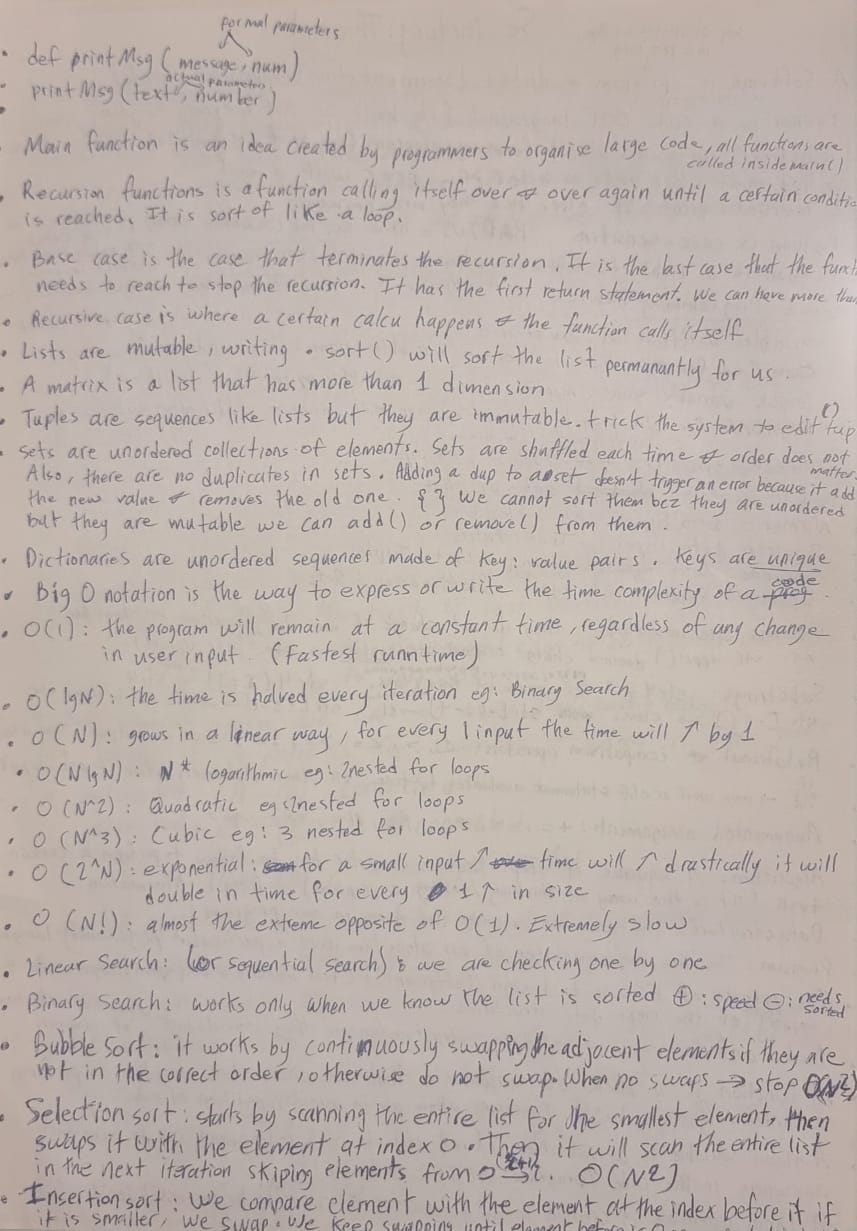 formal parameters
• def print Msg ( message, num)
actual parameters
• print Msg (text, number)
• Main function is an idea created by programmers to organise large code, all functions are
called inside main()
• Recursion functions is a function calling itself over & over again until a certain conditio
is reached. It is sort of like a loop.
• Base case is the case that terminates the recursion. It is the last case that the funct
needs to reach to stop the recursion. It has the first return statement. We can have more than
• Recursive case is where a certain calcu happens & the function calls itself
• Lists are mutable, writing .sort() will sort the list permanantly for us.
• A matrix is a list that has more than 1 dimension
()
• Tuples are sequences like lists but they are immutable. trick the system to edit tup
• Sets are unordered collections of elements. Sets are shuffled each time & order does not
matter.
Also, there are no duplicates in sets. Adding a dup to a set doesn't trigger an error because it add
the new value & removes the old one. { } We cannot sort them bcz they are unordered
but they are mutable we can add() or remove() from them.
• Dictionaries are unordered sequences made of key: value pairs. Keys are unique
code
• Big O notation is the way to express or write the time complexity of a prog.
• O(1): the program will remain at a constant time, regardless of any change
in user input. (Fastest runntime)
• O(lgN): the time is halved every iteration eg: Binary Search
• O(N): grows in a linear way, for every 1 input the time will ↑ by 1
• O(N lgN): N* logarithmic eg: 2nested for loops
• O(N^2): Quadratic eg: 2nested for loops
• O(N^3): Cubic eg: 3 nested for loops
• O(2^N): exponential: for a small input ↑ time will ↑ drastically it will
double in time for every 1 ↑ in size
• O(N!): almost the extreme opposite of O(1). Extremely slow
• Linear Search: (or sequential search) : we are checking one by one
• Binary Search: works only when we know the list is sorted ⊕: speed ⊖: needs
sorted
• Bubble Sort: it works by continuously swapping the adjacent elements if they are
not in the correct order, otherwise do not swap. When no swaps → stop O(N^2)
• Selection sort: starts by scanning the entire list for the smallest element, then
swaps it with the element at index 0. Then it will scan the entire list
in the next iteration skiping elements from 0 → i. O(N2)
• Insertion sort: We compare element with the element at the index before it if
it is smaller, we swap. We keep swapping until element before is